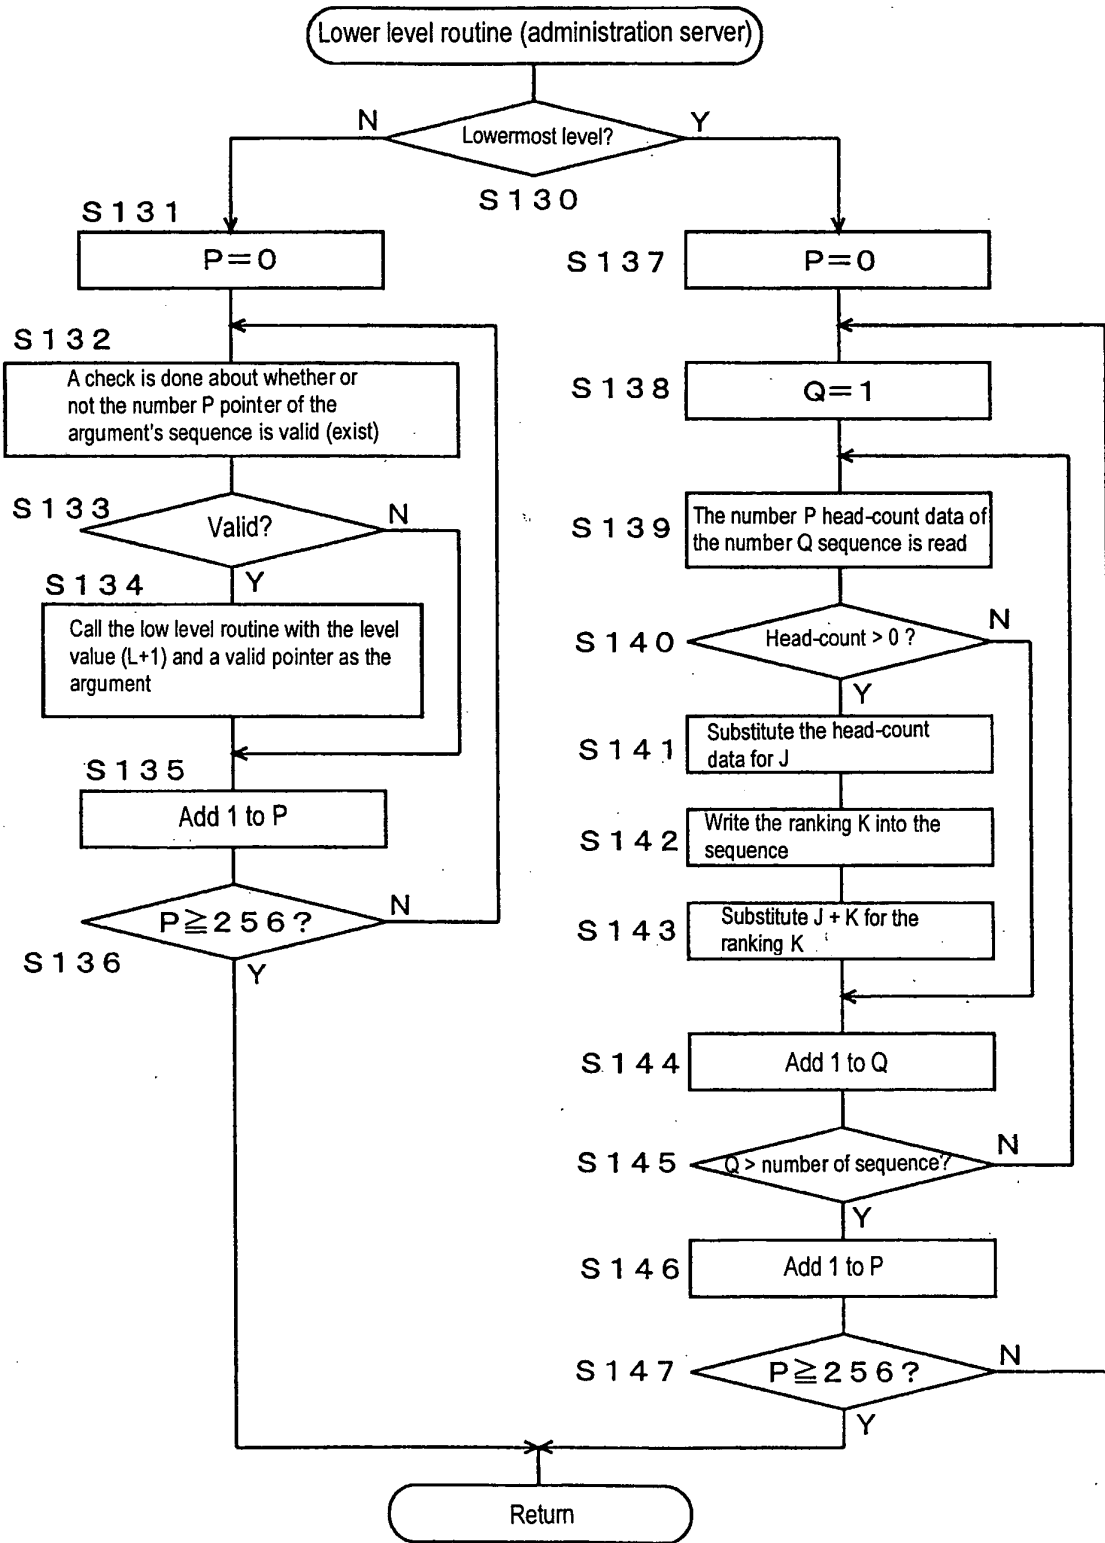 Lower level routine (administration server)
N
Lowermost level?
Y
S130
S131
P=0
S132
A check is done about whether or
not the number P pointer of the
argument's sequence is valid (exist)
S133
Valid?
N
Y
S134
Call the low level routine with the level
value (L+1) and a valid pointer as the
argument
S135
Add 1 to P
P≧256?
N
S136
Y
S137
P=0
S138
Q=1
S139
The number P head-count data of
the number Q sequence is read
S140
Head-count > 0 ?
N
Y
S141
Substitute the head-count
data for J
S142
Write the ranking K into the
sequence
S143
Substitute J + K for the
ranking K
S144
Add 1 to Q
S145
Q > number of sequence?
N
Y
S146
Add 1 to P
S147
P≧256?
N
Y
Return